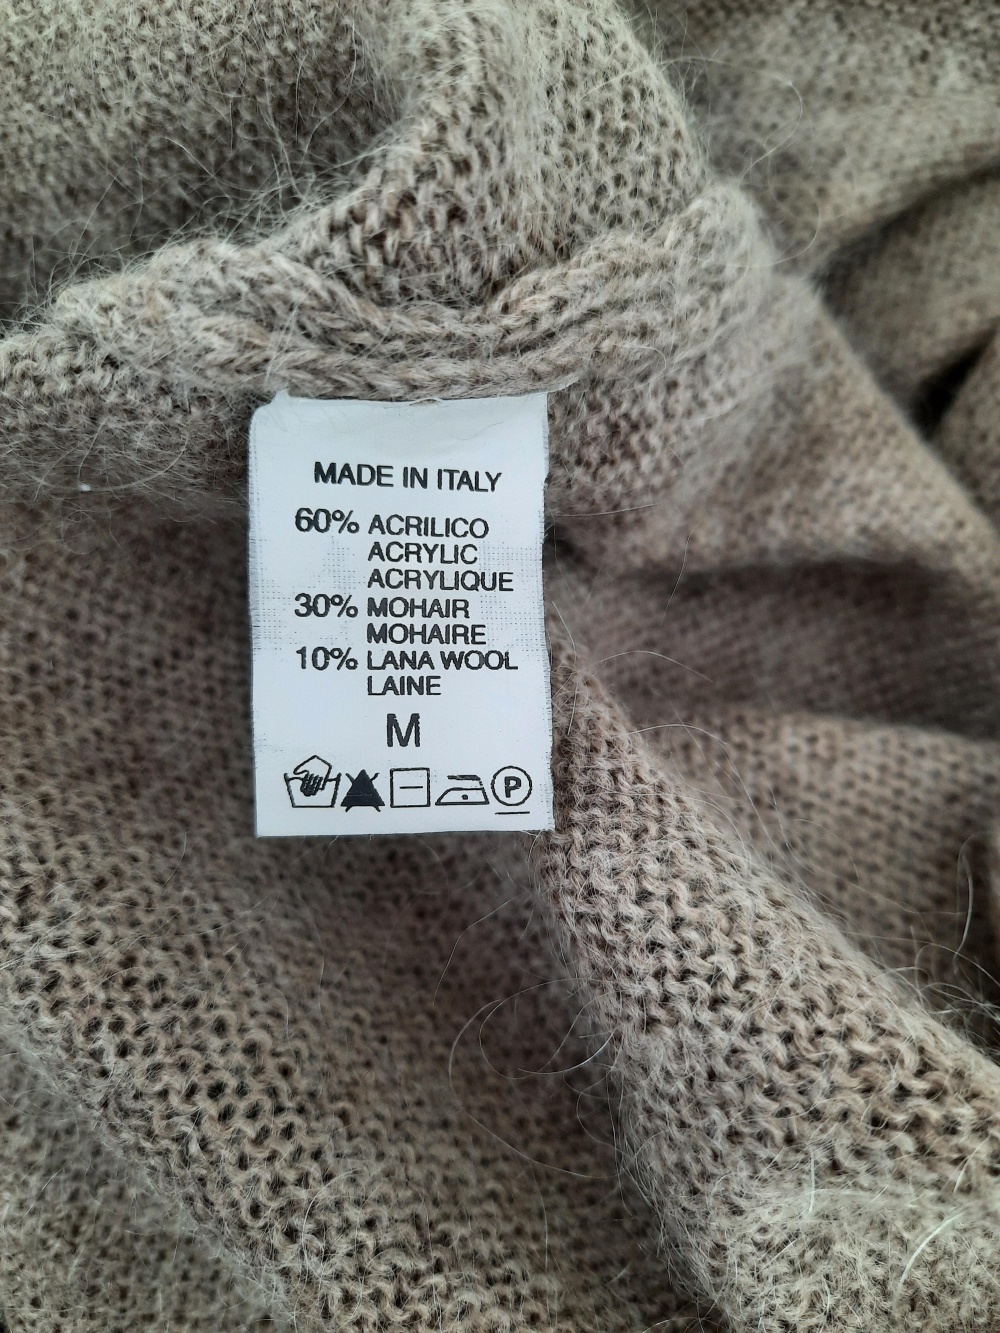 MADE IN ITALY
60% ACRILICO
ACRYLIC
ACRYLIQUE
30% MOHAIR
MOHAIRE
10% LANA WOOL
LAINE
M
P